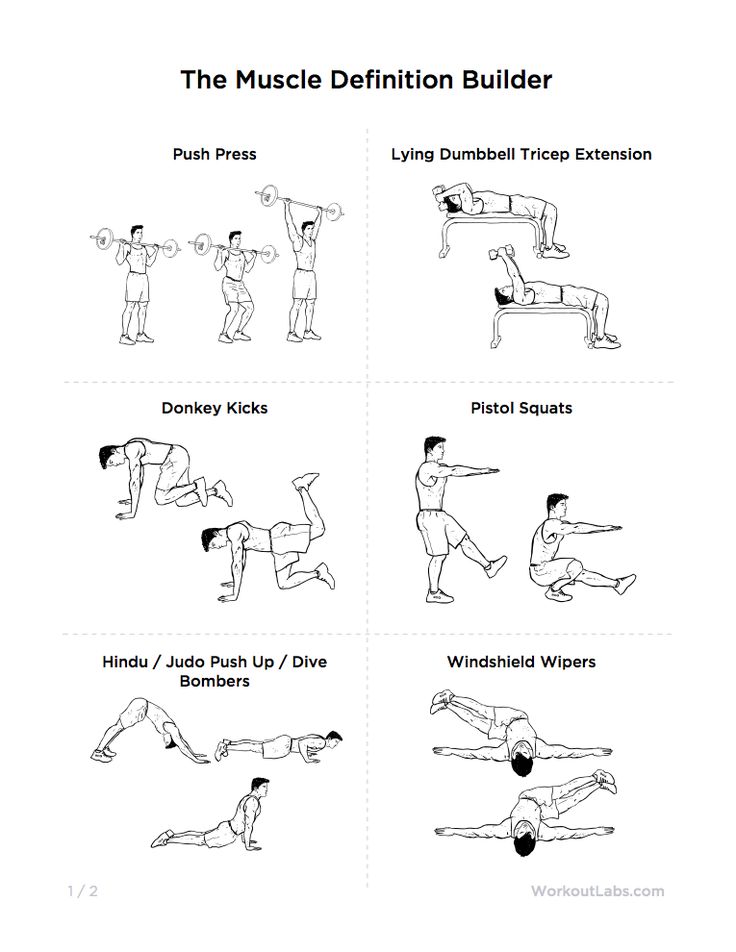 The Muscle Definition Builder
Push Press
Lying Dumbbell Tricep Extension
Donkey Kicks
Pistol Squats
Hindu / Judo Push Up / Dive
Bombers
Windshield Wipers
1 / 2
WorkoutLabs.com